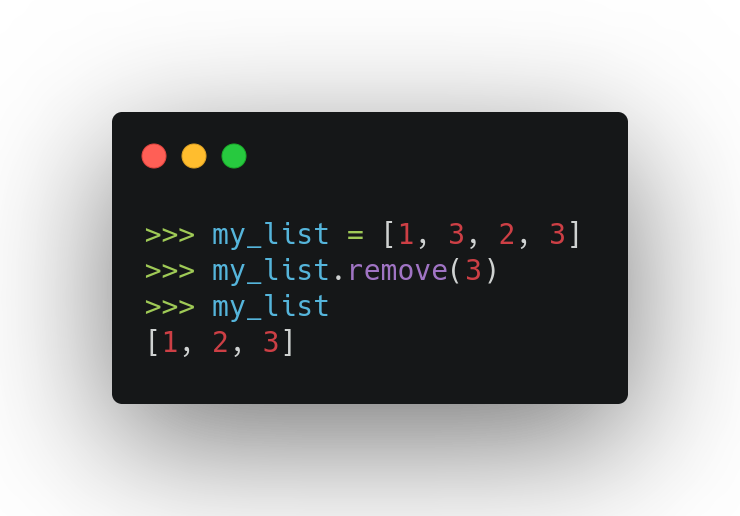 >>> my_list = [1, 3, 2, 3]
>>> my_list.remove(3)
>>> my_list
[1, 2, 3]